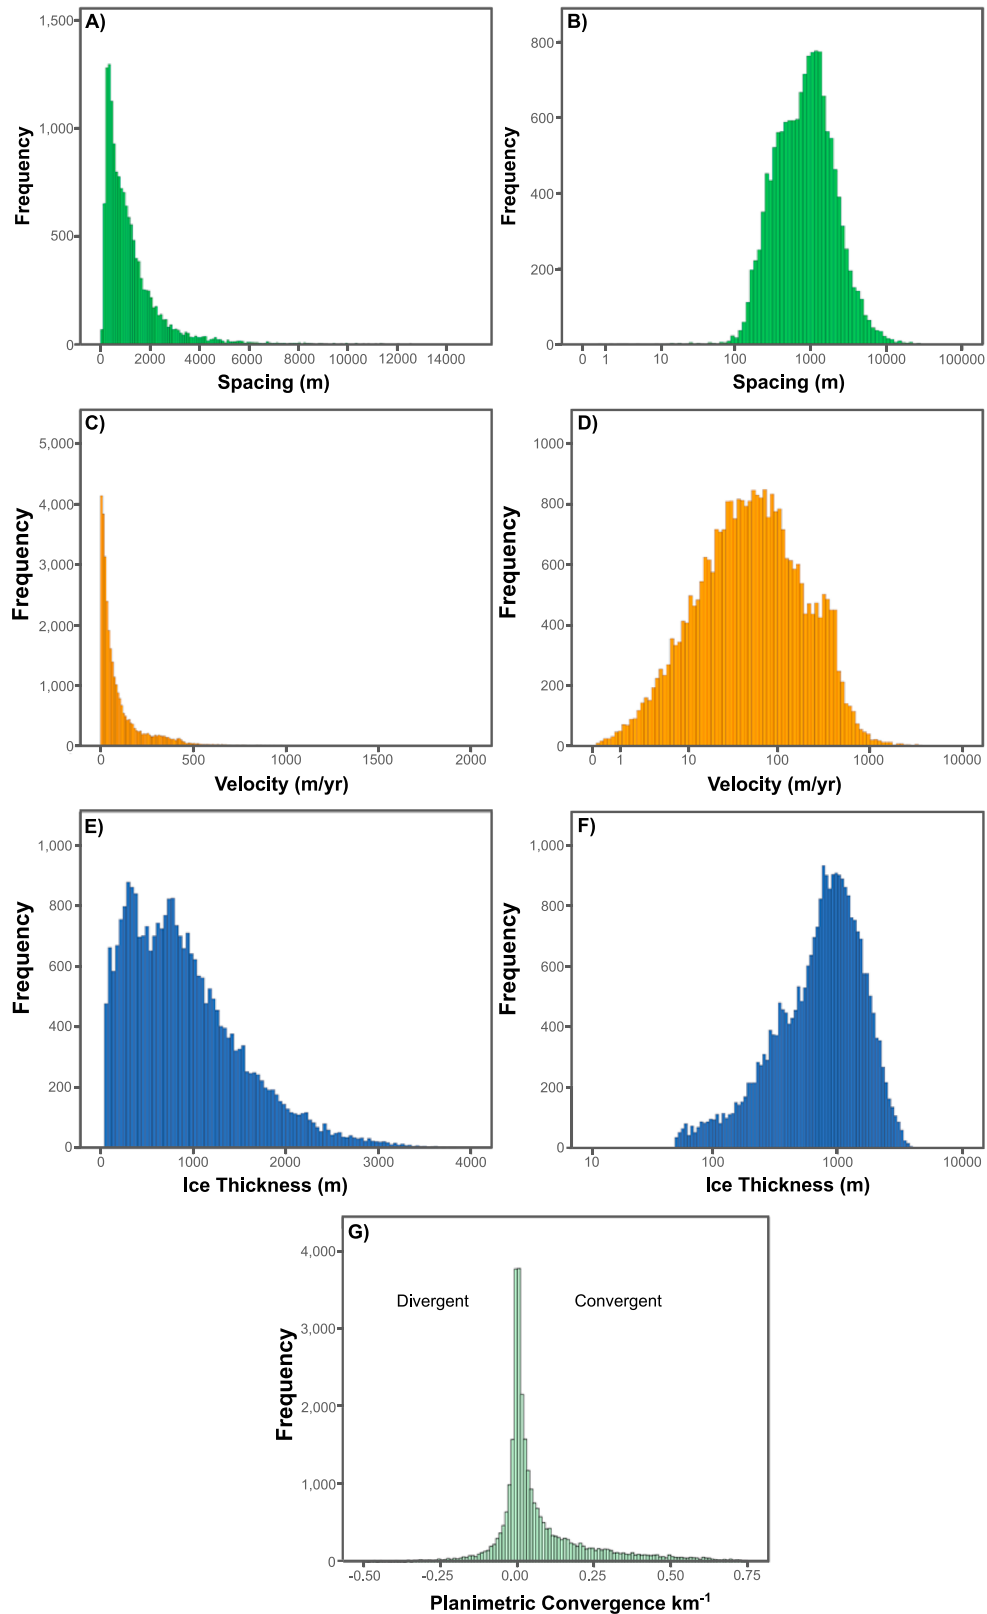 A)
1,500
1,000
500
0
Frequency
0 2000 4000 6000 8000 10000 12000 14000
Spacing (m)
B)
800
600
400
200
0
Frequency
0 1 10 100 1000 10000 100000
Spacing (m)
C)
5,000
4,000
3,000
2,000
1,000
0
Frequency
0 500 1000 1500 2000
Velocity (m/yr)
D)
1000
800
600
400
200
0
Frequency
0 1 10 100 1000 10000
Velocity (m/yr)
E)
1,000
800
600
400
200
0
Frequency
0 1000 2000 3000 4000
Ice Thickness (m)
F)
1,000
800
600
400
200
0
Frequency
10 100 1000 10000
Ice Thickness (m)
G)
4,000
3,000
2,000
1,000
0
Frequency
Divergent Convergent
-0.50 -0.25 0.00 0.25 0.50 0.75
Planimetric Convergence km⁻¹